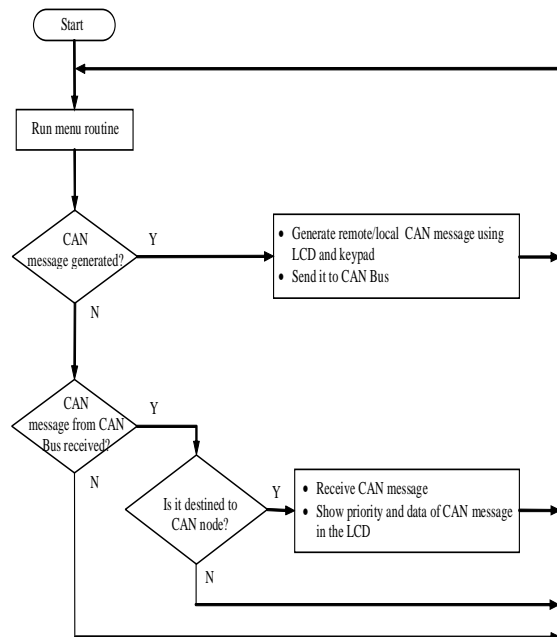 Start
Run menu routine
CAN
message generated?
Y
• Generate remote/local CAN message using
LCD and keypad
• Send it to CAN Bus
N
CAN
message from CAN
Bus received?
Y
N
Is it destined to
CAN node?
Y
• Receive CAN message
• Show priority and data of CAN message
in the LCD
N